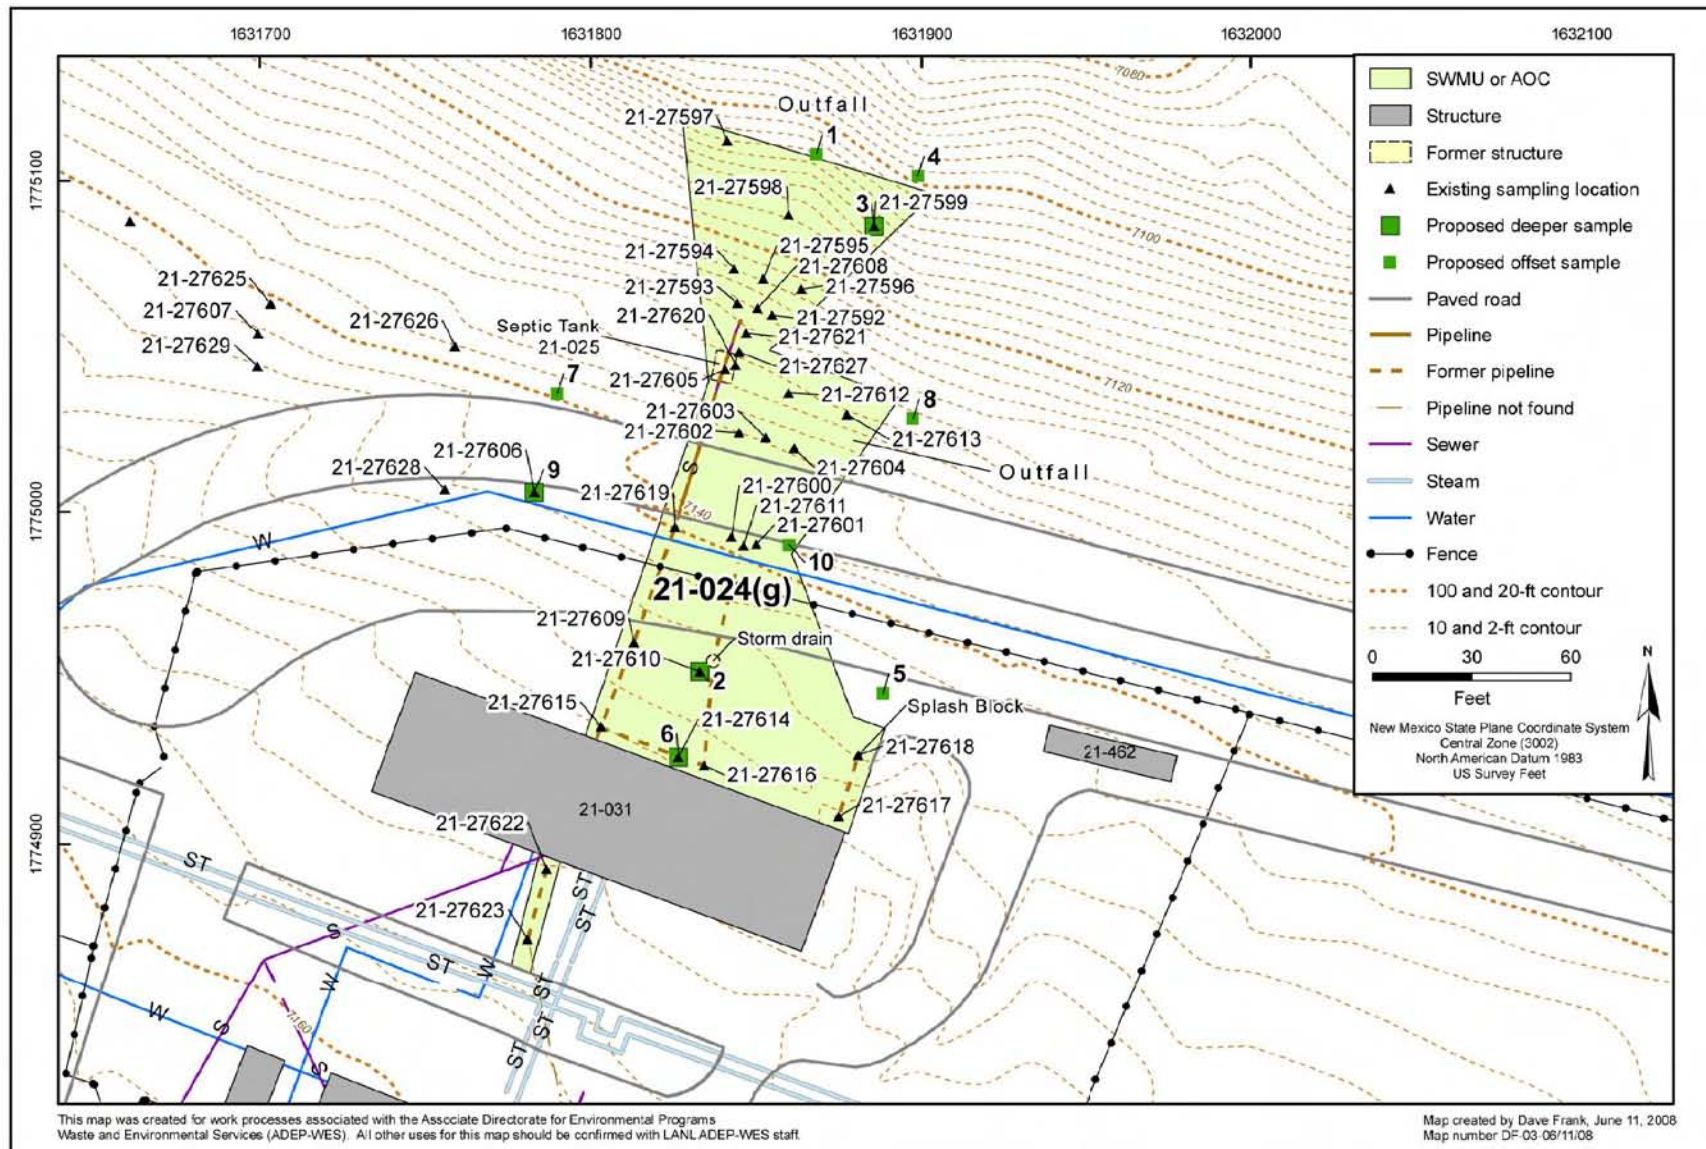 1631700
1631800
1631900
1632000
1632100
1775100
1775000
1774900
7080
Outfall
21-27597
1
4
21-27598
3
21-27599
7100
21-27594
21-27595
21-27608
21-27593
21-27596
21-27625
21-27620
21-27592
21-27607
21-27626
Septic Tank
21-025
21-27621
21-27629
21-27627
21-27605
7
7120
21-27612
8
21-27603
21-27602
21-27613
21-27604
Outfall
21-27606
9
21-27628
S
21-27600
21-27619
21-27611
7140
21-27601
W
10
21-024(g)
21-27609
Storm drain
21-27610
2
5
21-27615
21-27614
Splash Block
6
21-27618
21-462
21-27616
21-27617
21-031
21-27622
ST
ST
ST
21-27623
S
ST
W
W
ST
W
S
7160
ST
ST
S
SWMU or AOC
Structure
Former structure
Existing sampling location
Proposed deeper sample
Proposed offset sample
Paved road
Pipeline
Former pipeline
Pipeline not found
Sewer
Steam
Water
Fence
100 and 20-ft contour
10 and 2-ft contour
0 30 60
Feet
N
New Mexico State Plane Coordinate System
Central Zone (3002)
North American Datum 1983
US Survey Feet
This map was created for work processes associated with the Associate Directorate for Environmental Programs
Waste and Environmental Services (ADEP-WES). All other uses for this map should be confirmed with LANL ADEP-WES staff.
Map created by Dave Frank, June 11, 2008
Map number DF-03-06/11/08